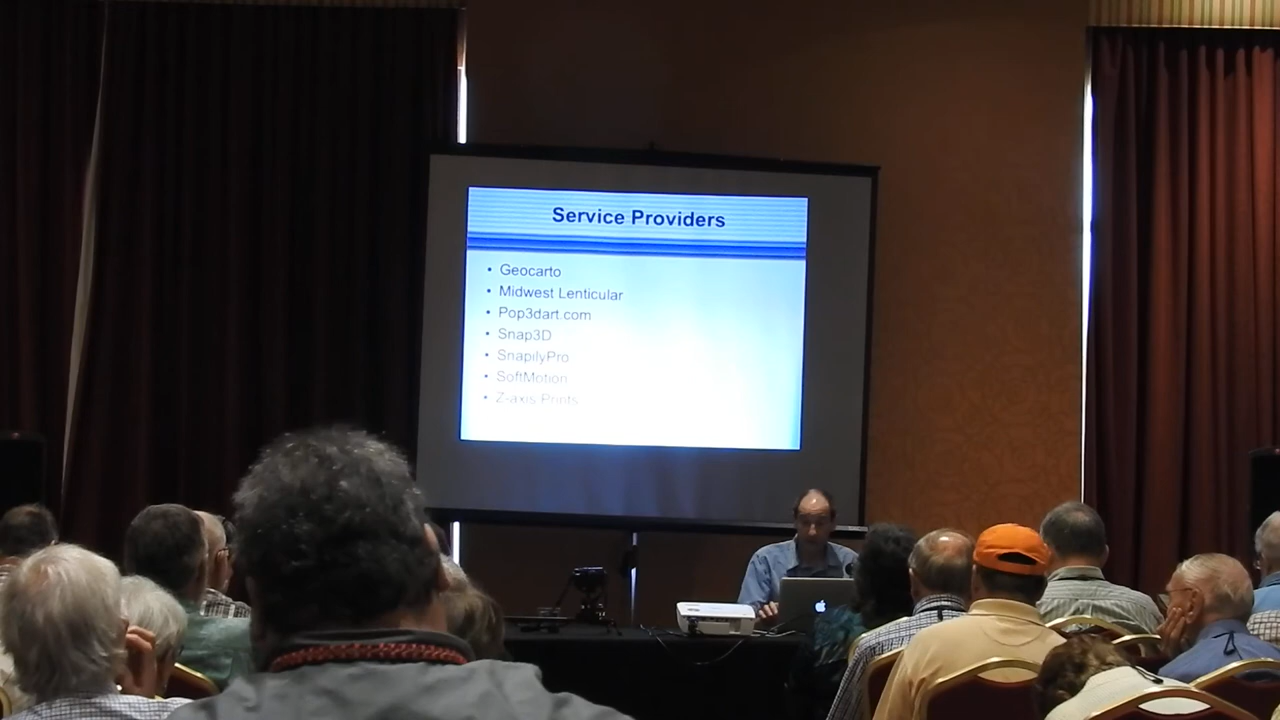 Service Providers
• Geocarto
• Midwest Lenticular
• Pop3dart.com
• Snap3D
• SnapilyPro
• SoftMotion
• Z-axis Prints